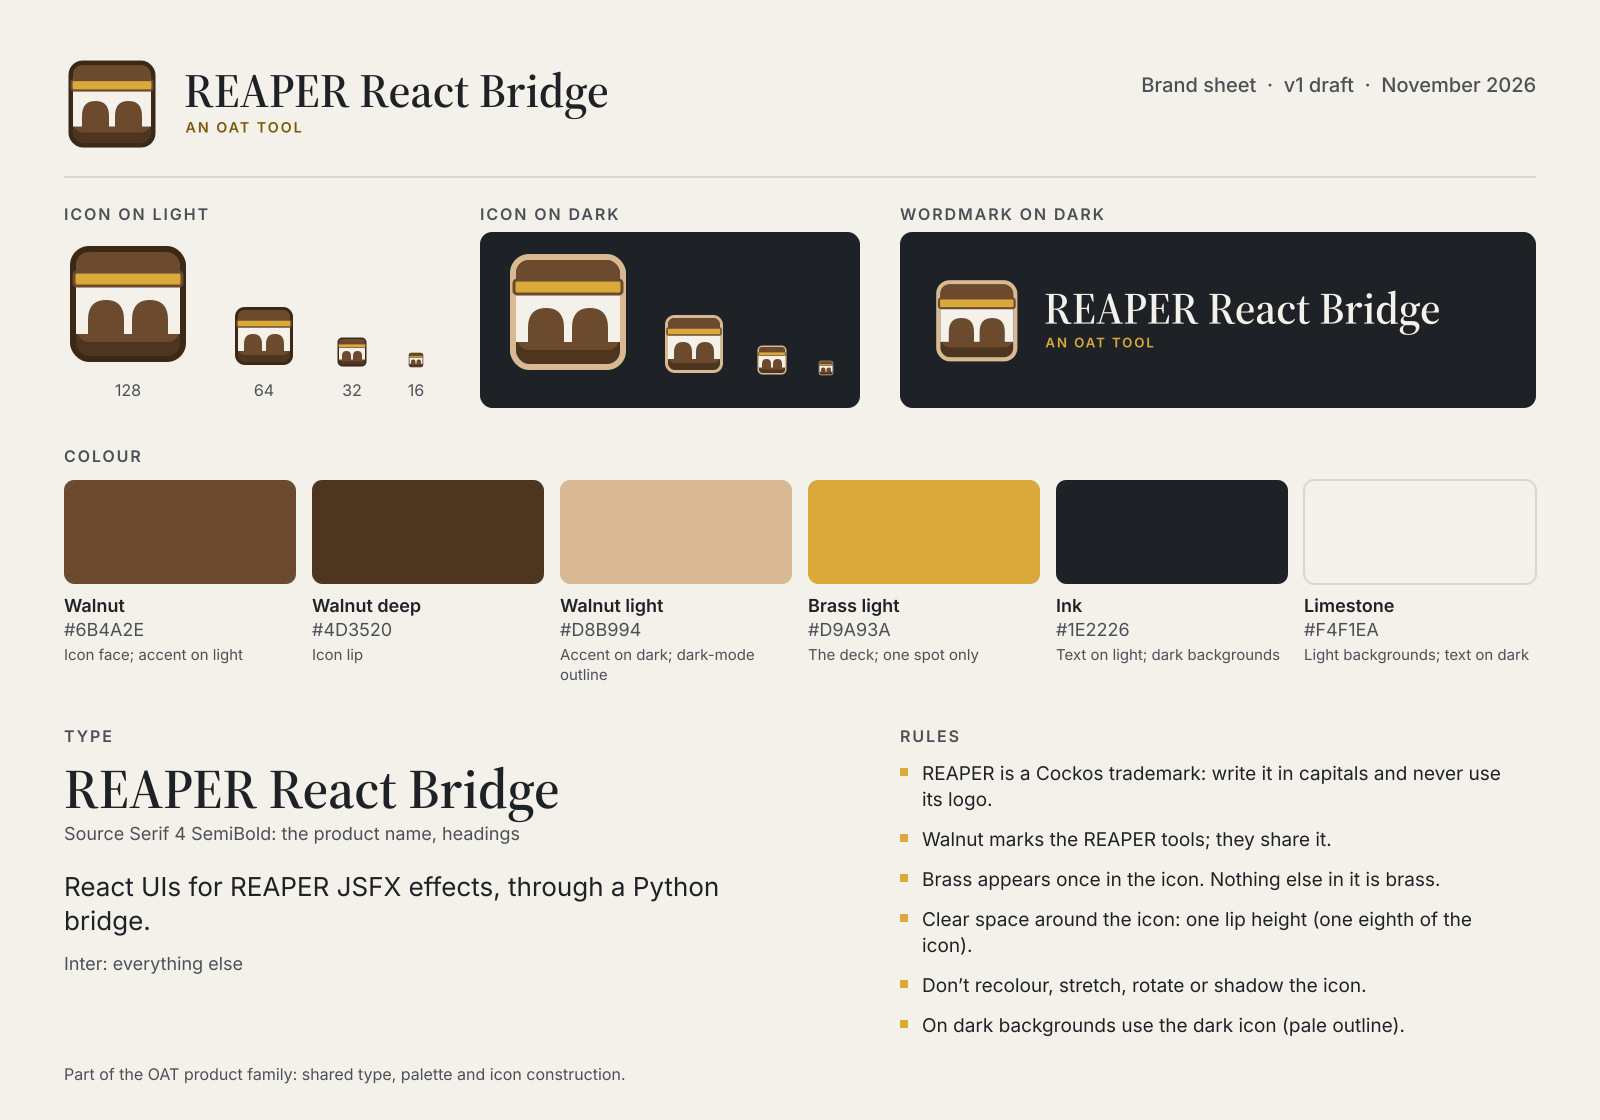 REAPER React Bridge
AN OAT TOOL
Brand sheet · v1 draft · November 2026
ICON ON LIGHT
128
64
32
16
ICON ON DARK
WORDMARK ON DARK
REAPER React Bridge
AN OAT TOOL
COLOUR
Walnut
#6B4A2E
Icon face; accent on light
Walnut deep
#4D3520
Icon lip
Walnut light
#D8B994
Accent on dark; dark-mode
outline
Brass light
#D9A93A
The deck; one spot only
Ink
#1E2226
Text on light; dark backgrounds
Limestone
#F4F1EA
Light backgrounds; text on dark
TYPE
REAPER React Bridge
Source Serif 4 SemiBold: the product name, headings
React UIs for REAPER JSFX effects, through a Python
bridge.
Inter: everything else
RULES
REAPER is a Cockos trademark: write it in capitals and never use
its logo.
Walnut marks the REAPER tools; they share it.
Brass appears once in the icon. Nothing else in it is brass.
Clear space around the icon: one lip height (one eighth of the
icon).
Don’t recolour, stretch, rotate or shadow the icon.
On dark backgrounds use the dark icon (pale outline).
Part of the OAT product family: shared type, palette and icon construction.